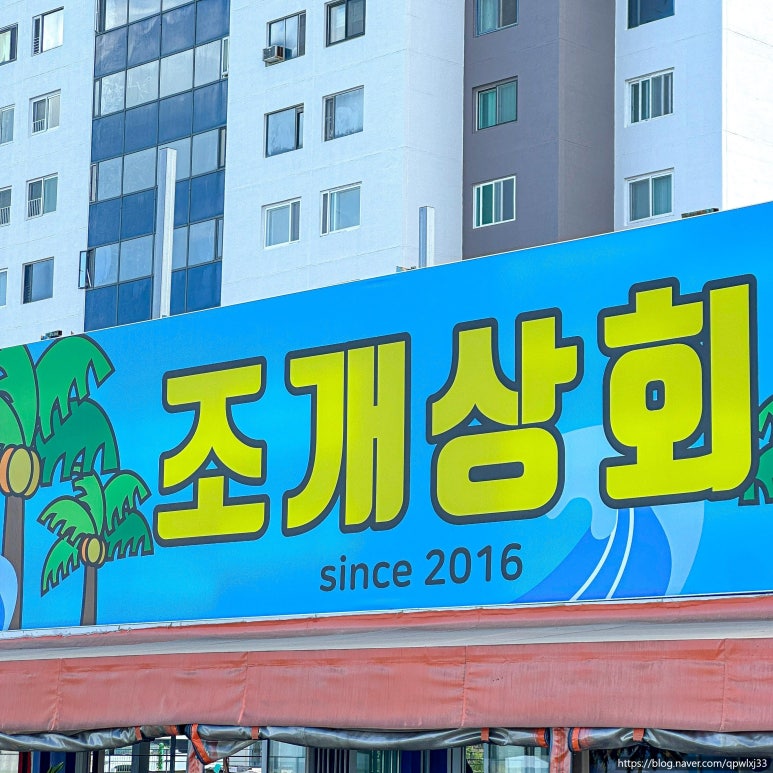 조개상회
since 2016
https://blog.naver.com/qpwlxj33